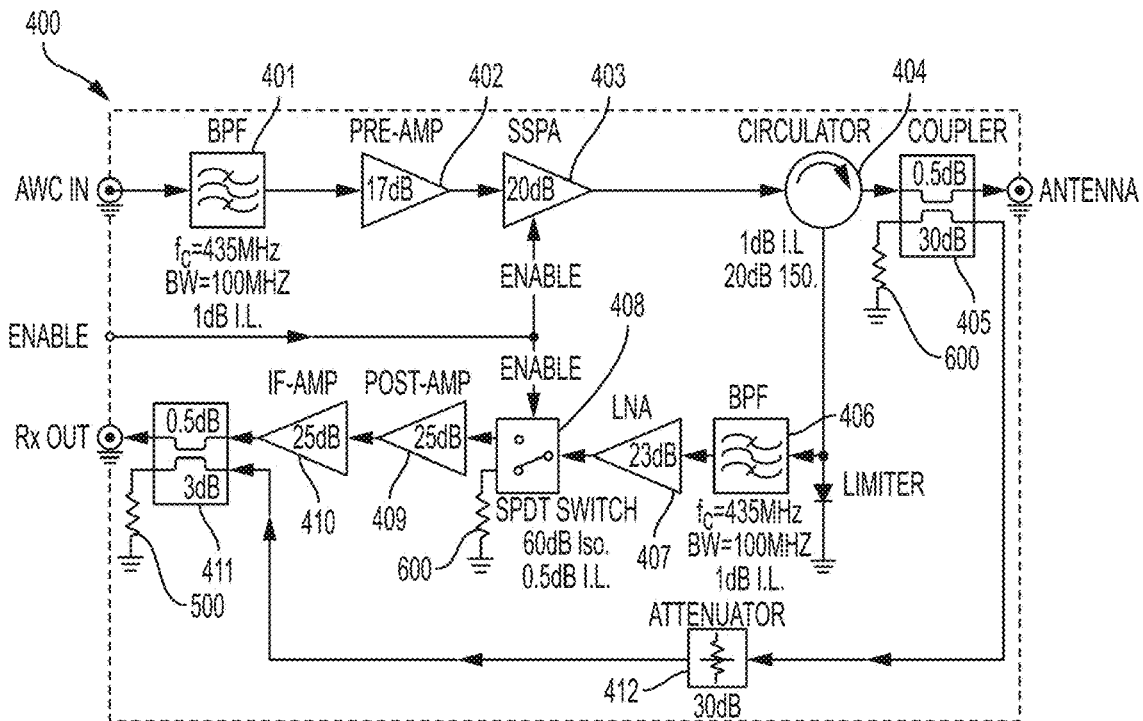 400
401
402
403
404
BPF
PRE-AMP
SSPA
CIRCULATOR
COUPLER
AWC IN
17dB
20dB
0.5dB
30dB
ANTENNA
fc=435MHz
BW=100MHZ
1dB I.L.
ENABLE
1dB I.L
20dB 150.
405
600
ENABLE
408
ENABLE
IF-AMP
POST-AMP
LNA
BPF
406
Rx OUT
0.5dB
3dB
25dB
25dB
23dB
LIMITER
410
409
SPDT SWITCH
60dB Iso.
0.5dB I.L.
407
fc=435MHz
BW=100MHZ
1dB I.L.
411
500
600
ATTENUATOR
412
30dB